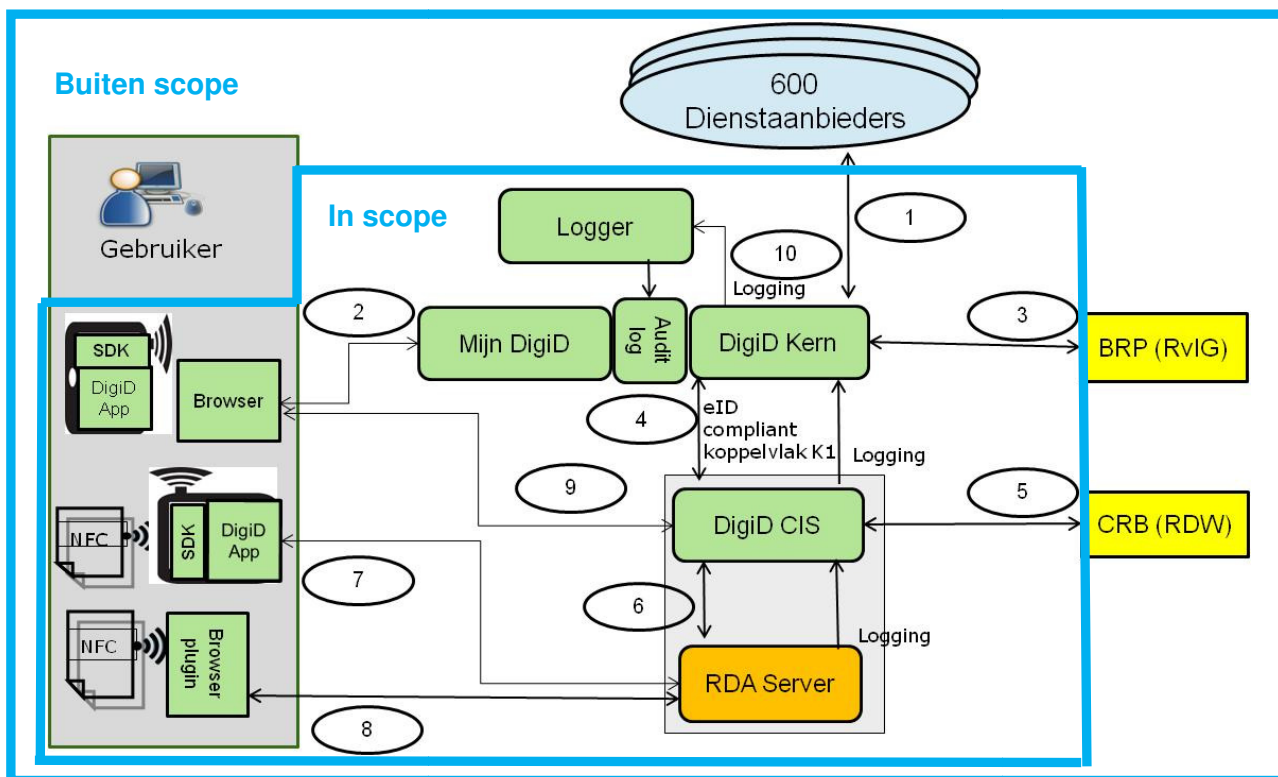 600
Dienstaanbieders
Buiten scope
In scope
Gebruiker
Logger
10
1
Logging
2
Mijn DigiD
Audit
log
DigiD Kern
3
BRP (RvIG)
SDK
DigiD
App
Browser
4
eID
compliant
koppelvlak K1
Logging
9
5
DigiD CIS
CRB (RDW)
NFC
SDK
DigiD
App
7
6
Logging
NFC
Browser
plugin
RDA Server
8